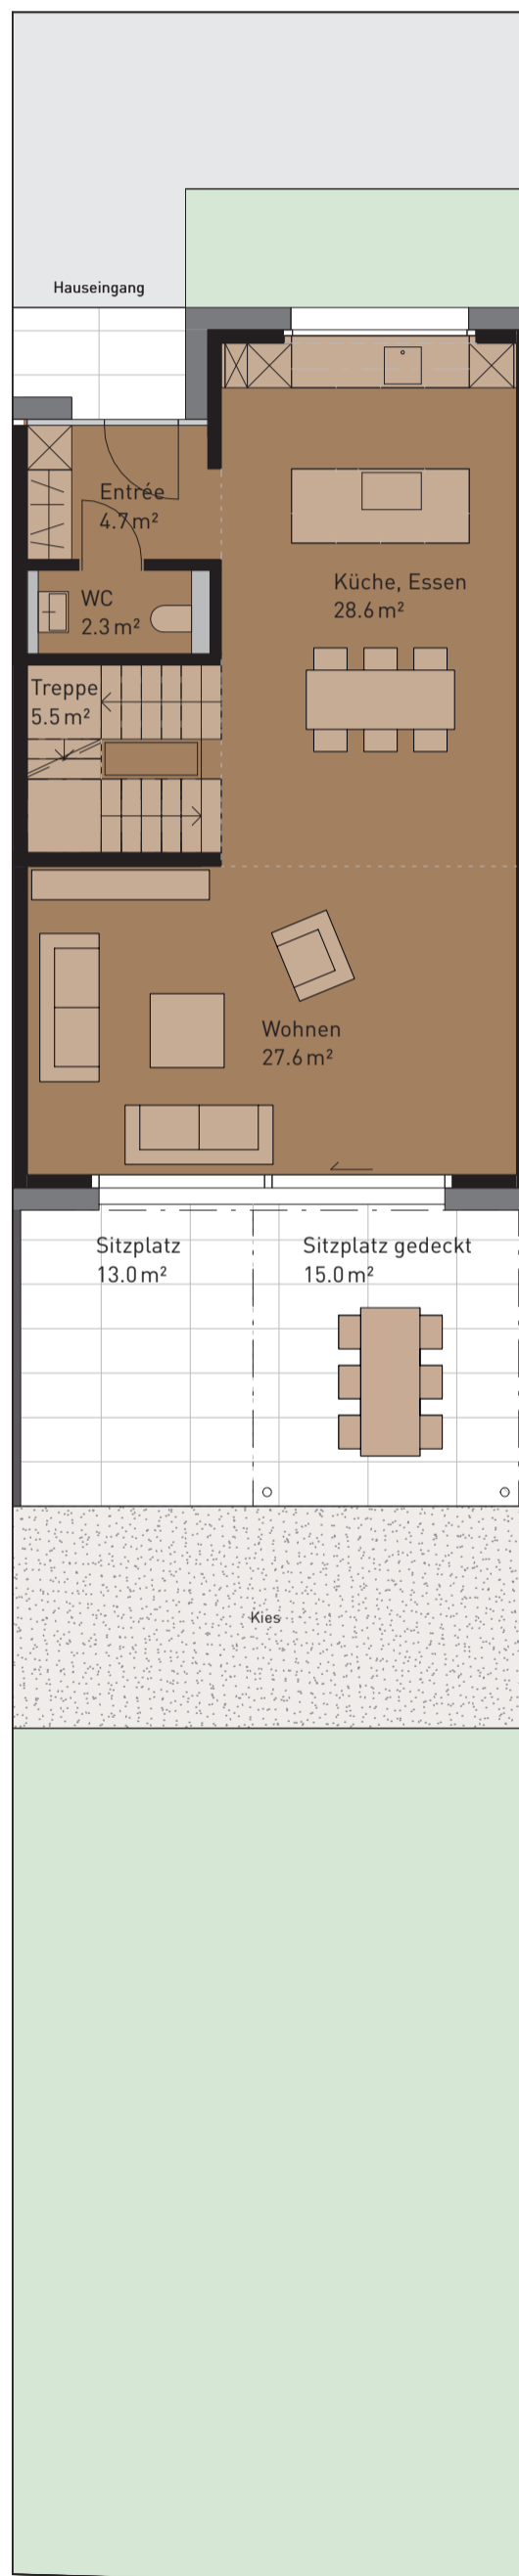 Hauseingang
Entrée
4.7 m²
Küche, Essen
28.6 m²
WC
2.3 m²
Treppe
5.5 m²
Wohnen
27.6 m²
Sitzplatz
13.0 m²
Sitzplatz gedeckt
15.0 m²
Kies